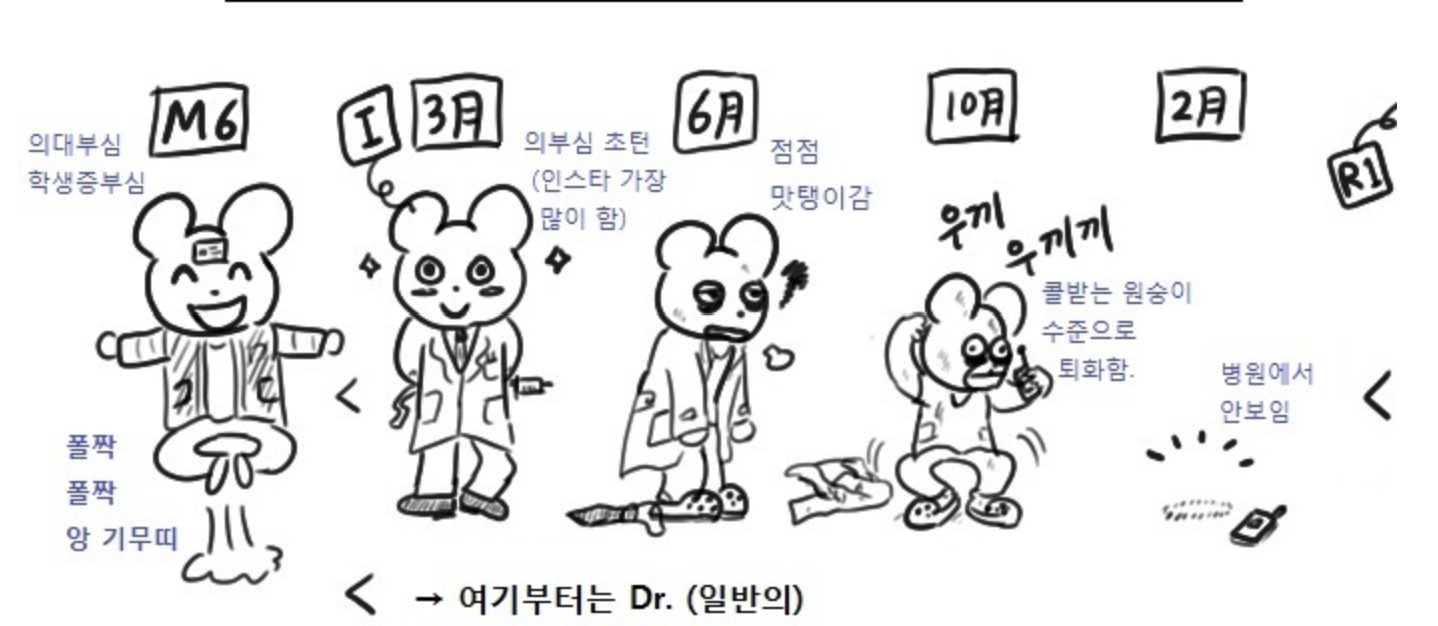 M6
의대부심
학생증부심
폴짝
폴짝
앙 기무띠
<
I
3月
의부심 초턴
(인스타 가장
많이 함)
6月
점점
맛탱이감
10月
우끼
우끼끼
콜받는 원숭이
수준으로
퇴화함.
2月
병원에서
안보임
<
R1
< → 여기부터는 Dr. (일반의)